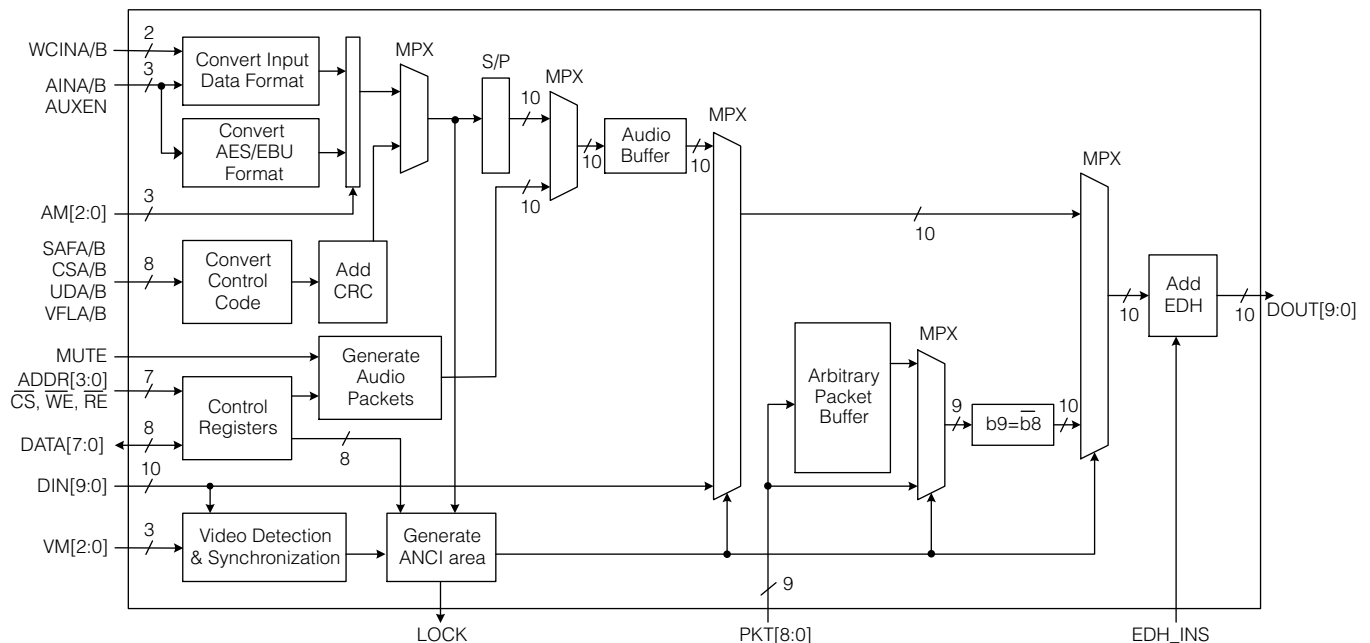 WCINA/B
2
AINA/B
3
AUXEN
Convert Input
Data Format
Convert
AES/EBU
Format
MPX
S/P
10
MPX
10
10
Audio
Buffer
10
MPX
AM[2:0]
3
SAFA/B
CSA/B
UDA/B
VFLA/B
8
Convert
Control
Code
Add
CRC
10
MPX
10
Add
EDH
10
DOUT[9:0]
MUTE
ADDR[3:0]
CS, WE, RE
7
Control
Registers
Generate
Audio
Packets
8
DATA[7:0]
8
Arbitrary
Packet
Buffer
MPX
9
b9=b8
10
DIN[9:0]
10
VM[2:0]
3
Video Detection
& Synchronization
Generate
ANCI area
9
LOCK
PKT[8:0]
EDH_INS